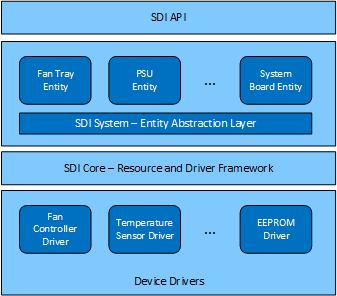 SDI API
Fan Tray
Entity
PSU
Entity
...
System
Board Entity
SDI System – Entity Abstraction Layer
SDI Core – Resource and Driver Framework
Fan
Controller
Driver
Temperature
Sensor Driver
...
EEPROM
Driver
Device Drivers